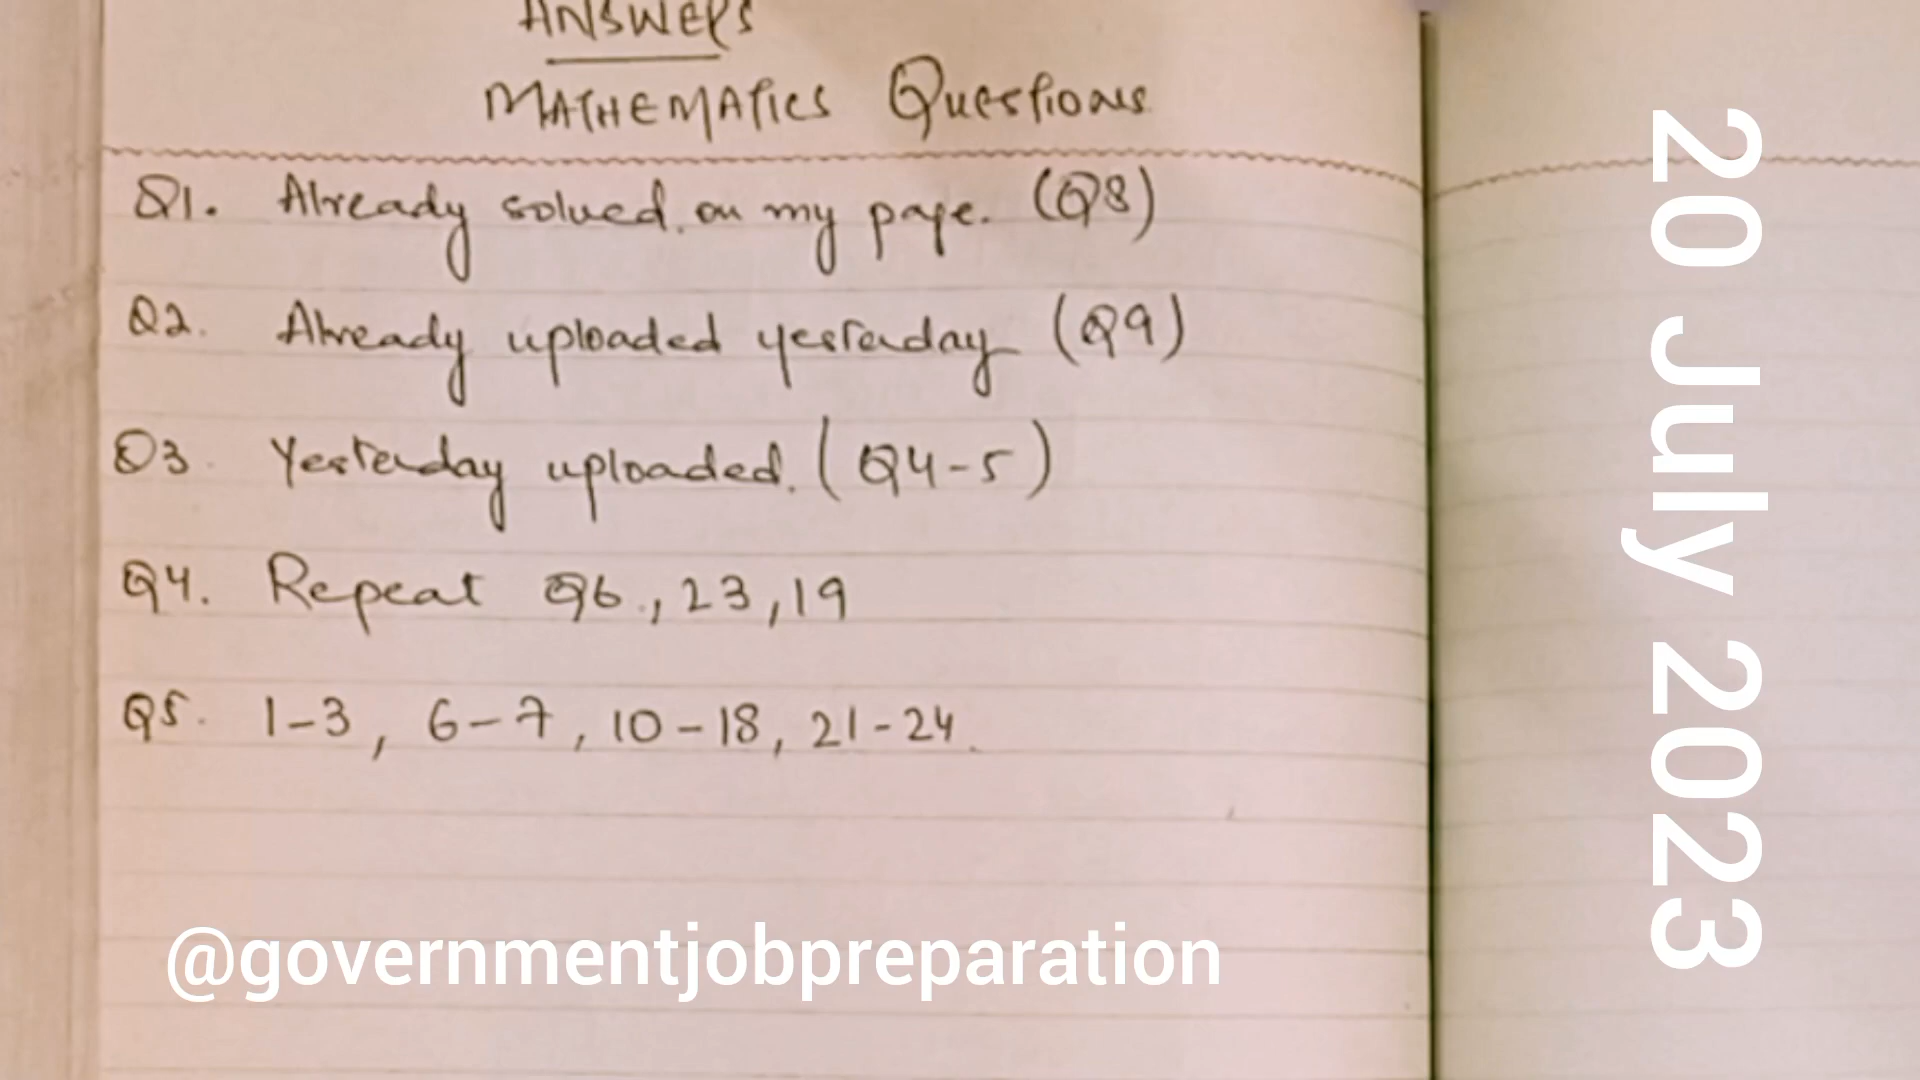 ANSWERS
MATHEMATICS Questions
Q1. Already solved on my page. (Q8)
Q2. Already uploaded yesterday (Q9)
Q3. Yesterday uploaded. (Q4-5)
Q4. Repeat Q6., 23, 19
Q5. 1-3, 6-7, 10-18, 21-24.
@governmentjobpreparation
20 July 2023